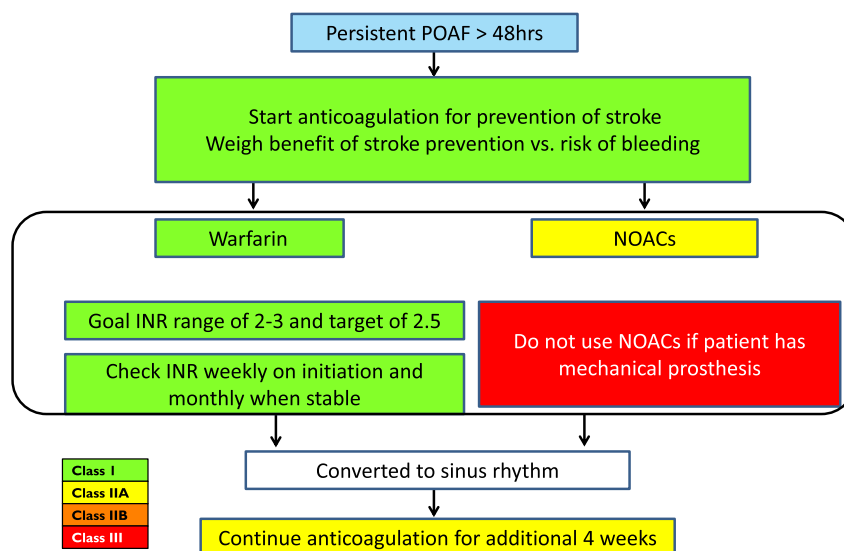 Persistent POAF > 48hrs
Start anticoagulation for prevention of stroke
Weigh benefit of stroke prevention vs. risk of bleeding
Warfarin
NOACs
Goal INR range of 2-3 and target of 2.5
Do not use NOACs if patient has
mechanical prosthesis
Check INR weekly on initiation and
monthly when stable
Converted to sinus rhythm
Continue anticoagulation for additional 4 weeks
Class I
Class IIA
Class IIB
Class III